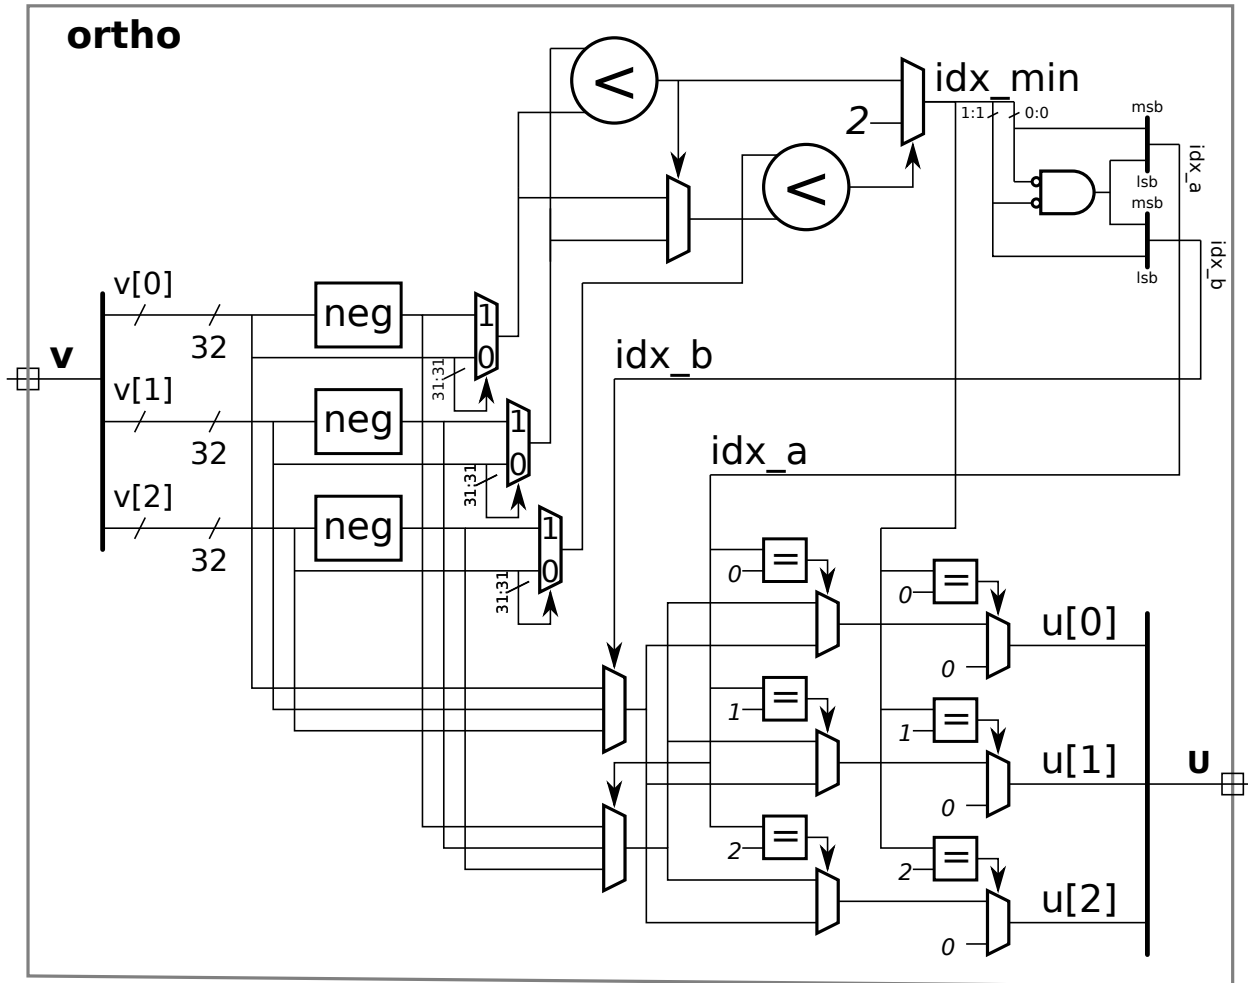 ortho
<
idx_min
2
1:1
0:0
msb
lsb
idx_a
<
msb
lsb
idx_b
v
v[0]
32
neg
1
0
31:31
v[1]
32
neg
1
0
31:31
v[2]
32
neg
1
0
31:31
idx_b
idx_a
0
=
0
=
u[0]
0
1
=
1
=
u[1]
0
U
2
=
2
=
u[2]
0